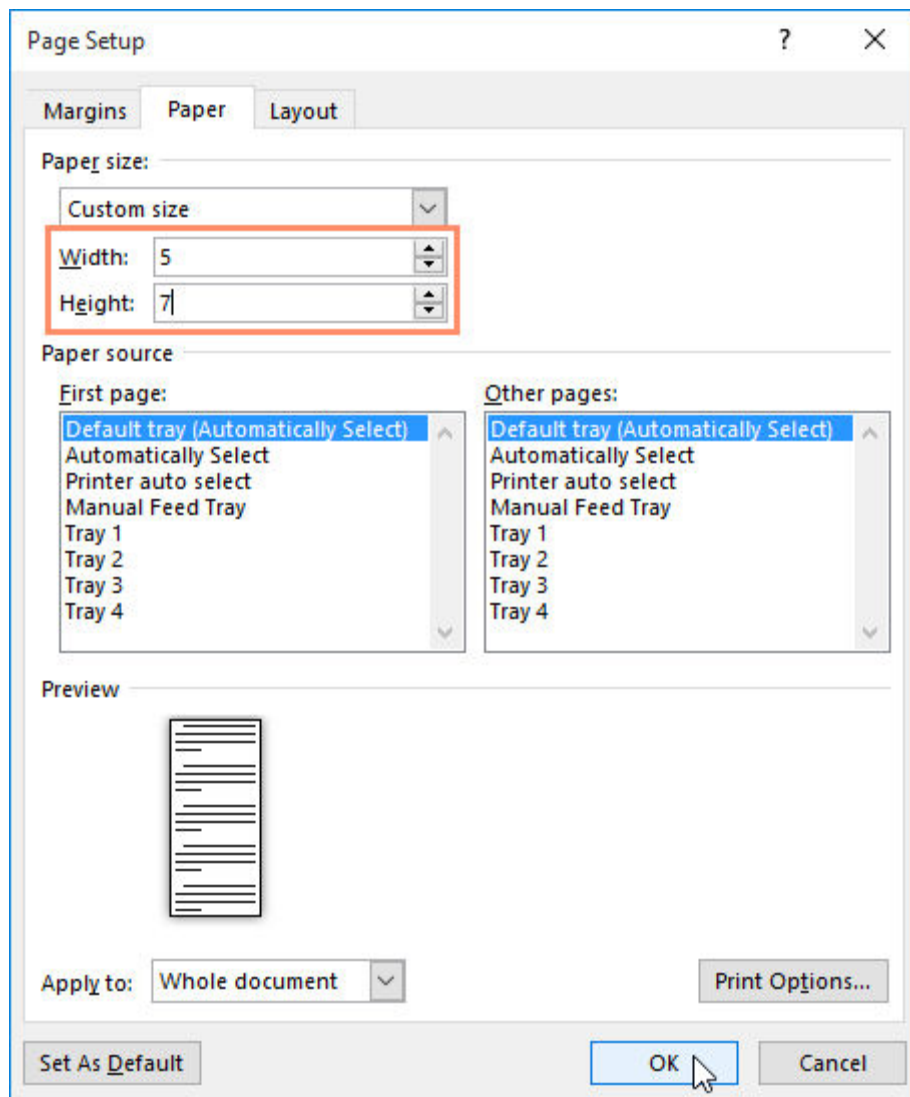 Page Setup ?
Margins Paper Layout
Paper size:
Custom size
Width: 5
Height: 7
Paper source
First page: Other pages:
Default tray (Automatically Select) Default tray (Automatically Select)
Automatically Select Automatically Select
Printer auto select Printer auto select
Manual Feed Tray Manual Feed Tray
Tray 1 Tray 1
Tray 2 Tray 2
Tray 3 Tray 3
Tray 4 Tray 4
Preview
Apply to: Whole document Print Options...
Set As Default OK Cancel